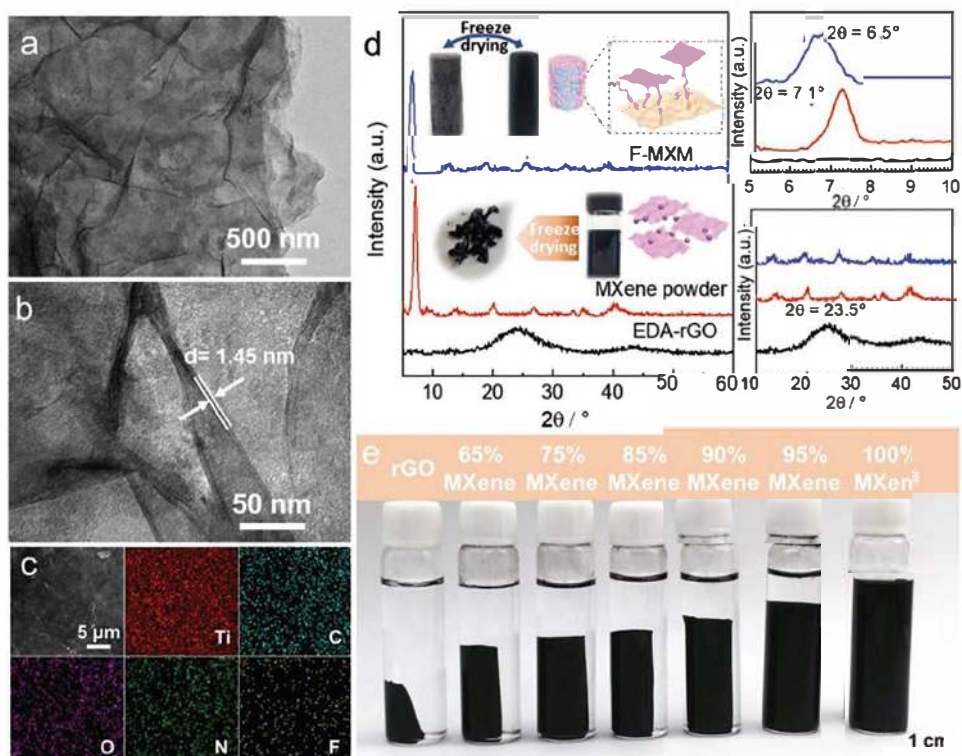 a
500 nm
b
d= 1.45 nm
50 nm
c
5 µm
Ti
C
O
N
F
d
Intensity (a.u.)
Freeze
drying
F-MXM
Freeze
drying
MXene powder
EDA-rGO
10
20
30
40
50
60
2θ / °
Intensity (a.u.)
2θ = 6.5°
2θ = 7 1°
5
6
7
8
9
10
2θ / °
Intensity (a.u.)
2θ = 23.5°
10
20
30
40
50
2θ / °
e
rGO
65%
MXene
75%
MXene
85%
MXene
90%
MXene
95%
MXene
100%
MXen
1 cm